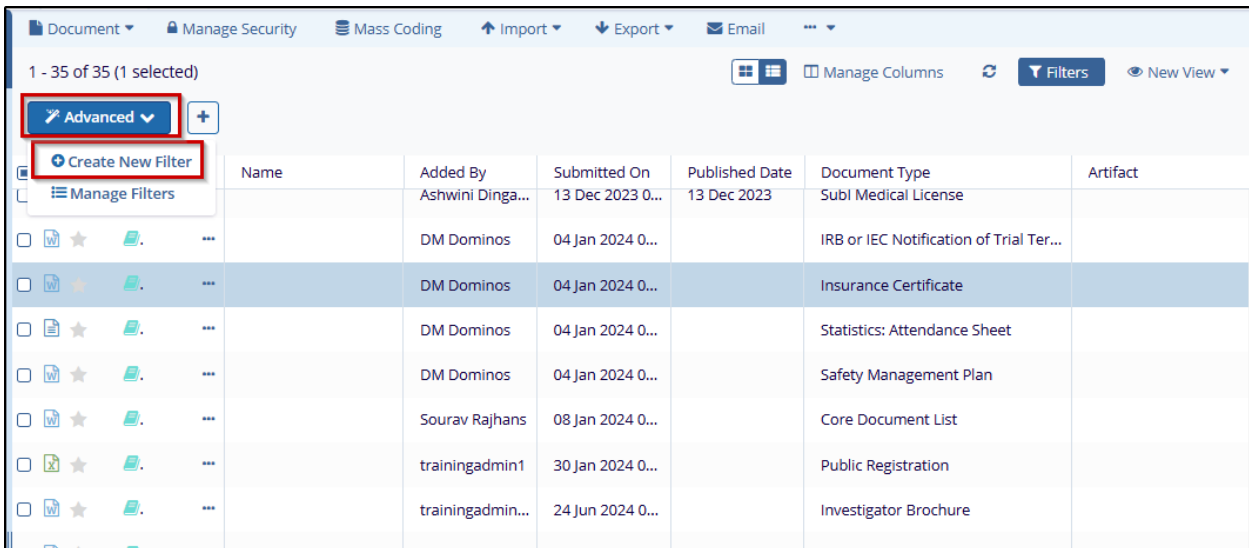 Document Manage Security Mass Coding Import Export Email ...
1 - 35 of 35 (1 selected) Manage Columns Filters New View
Advanced +
Create New Filter
Manage Filters
Name Added By Submitted On Published Date Document Type Artifact
Ashwini Dinga... 13 Dec 2023 0... 13 Dec 2023 SubI Medical License
DM Dominos 04 Jan 2024 0... IRB or IEC Notification of Trial Ter...
DM Dominos 04 Jan 2024 0... Insurance Certificate
DM Dominos 04 Jan 2024 0... Statistics: Attendance Sheet
DM Dominos 04 Jan 2024 0... Safety Management Plan
Sourav Rajhans 08 Jan 2024 0... Core Document List
trainingadmin1 30 Jan 2024 0... Public Registration
trainingadmin... 24 Jun 2024 0... Investigator Brochure